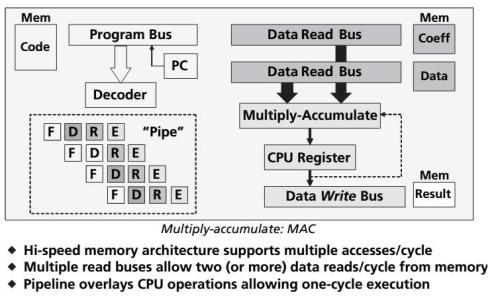 Mem
Code
Program Bus
PC
Decoder
F D R E "Pipe"
F D R E
F D R E
F D R E
Data Read Bus
Data Read Bus
Multiply-Accumulate
CPU Register
Data Write Bus
Mem
Coeff
Data
Mem
Result
Multiply-accumulate: MAC
◆ Hi-speed memory architecture supports multiple accesses/cycle
◆ Multiple read buses allow two (or more) data reads/cycle from memory
◆ Pipeline overlays CPU operations allowing one-cycle execution